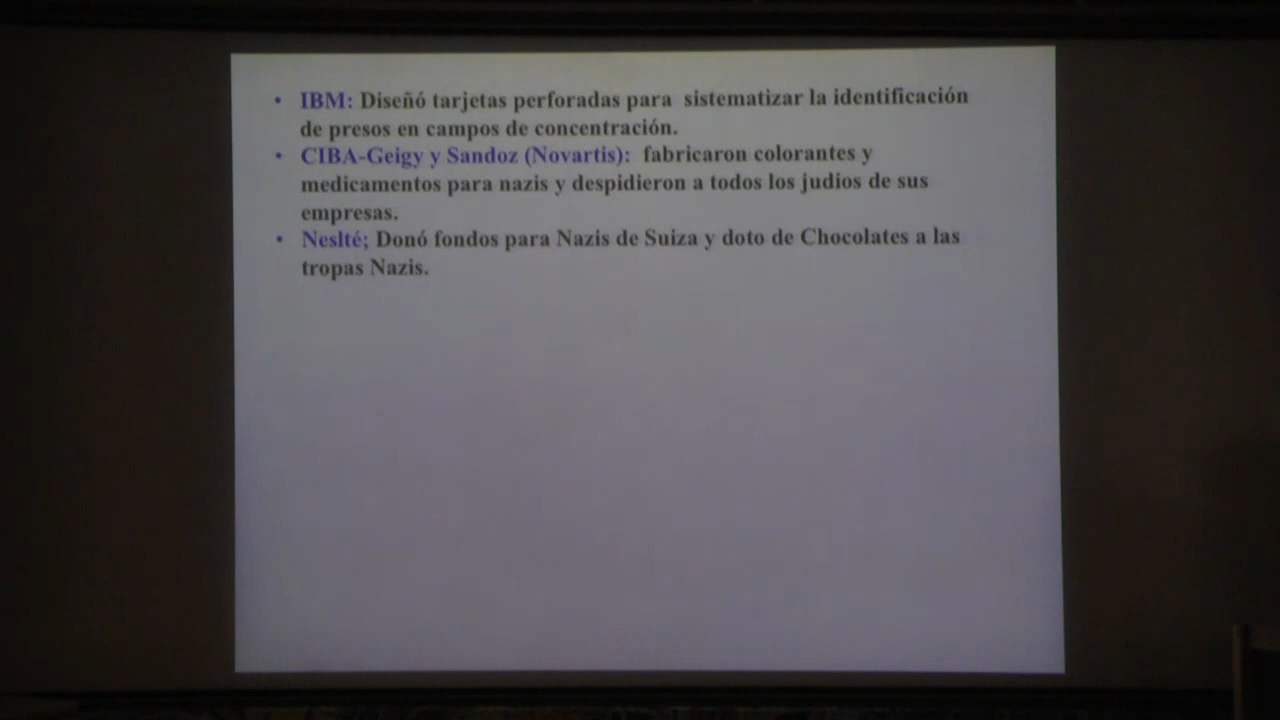 • IBM: Diseñó tarjetas perforadas para sistematizar la identificación
de presos en campos de concentración.
• CIBA-Geigy y Sandoz (Novartis): fabricaron colorantes y
medicamentos para nazis y despidieron a todos los judios de sus
empresas.
• Neslté; Donó fondos para Nazis de Suiza y doto de Chocolates a las
tropas Nazis.